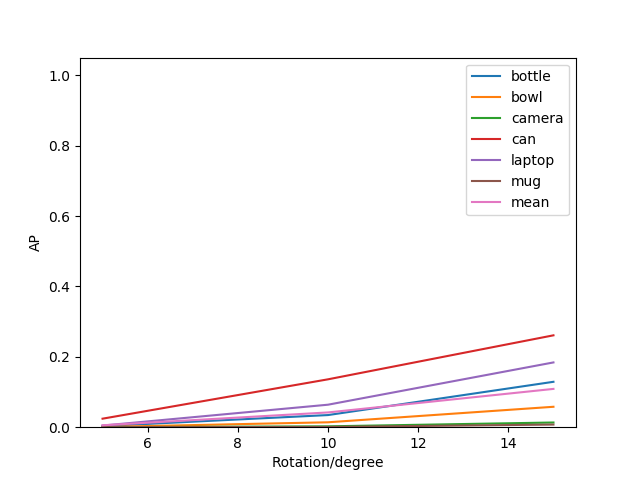 1.0
0.8
0.6
0.4
0.2
0.0
AP
6
8
10
12
14
Rotation/degree
bottle
bowl
camera
can
laptop
mug
mean